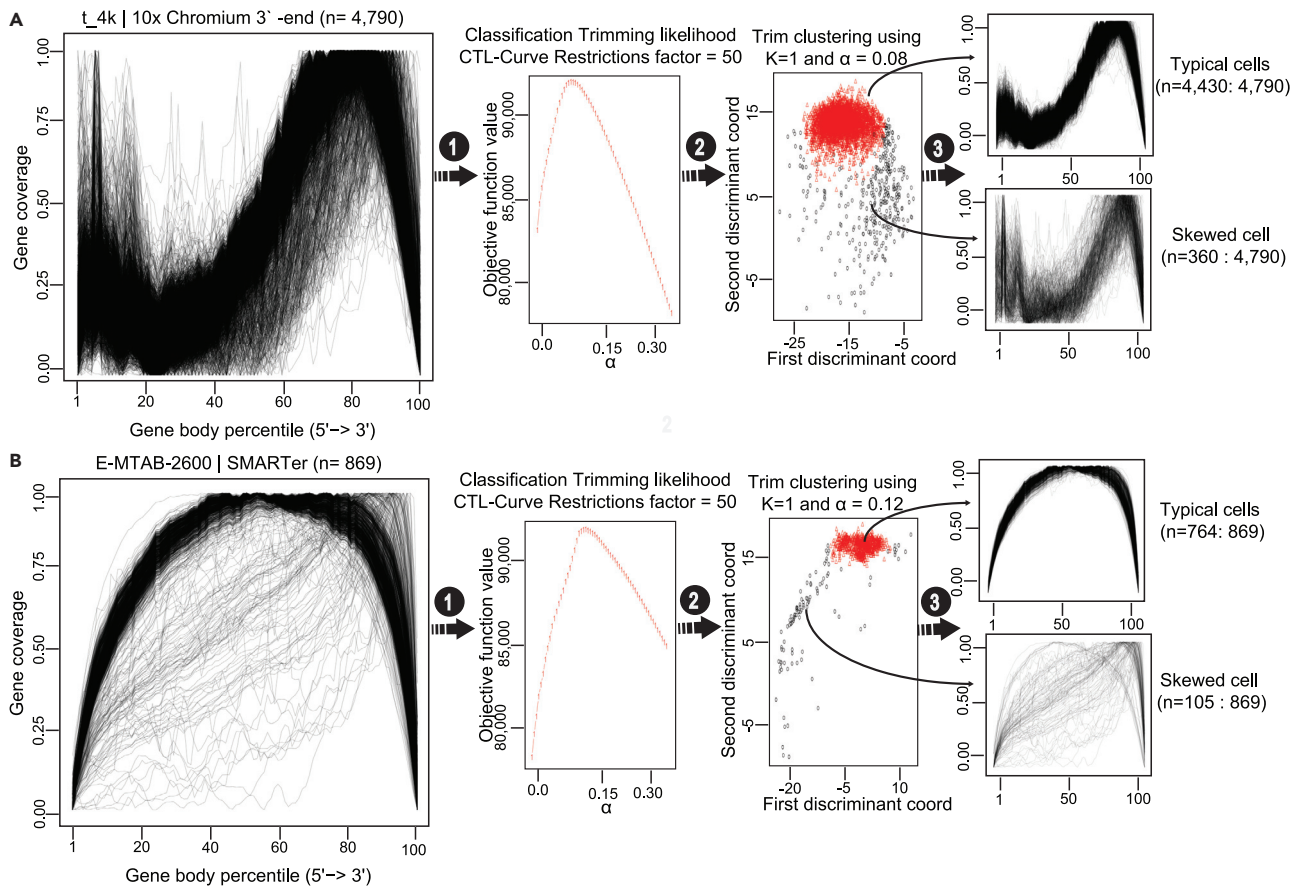 A
t_4k | 10x Chromium 3` -end (n= 4,790)
Gene coverage
0.00
0.25
0.50
0.75
1.00
1
20
40
60
80
100
Gene body percentile (5'−> 3')
1
Classification Trimming likelihood
CTL-Curve Restrictions factor = 50
Objective function value
80,000
85,000
90,000
0.0
0.15
0.30
α
2
Trim clustering using
K=1 and α = 0.08
Second discriminant coord
-5
5
15
-25
-15
-5
First discriminant coord
3
0.00
0.50
1.00
1
50
100
Typical cells
(n=4,430: 4,790)
0.00
0.50
1.00
1
50
100
Skewed cell
(n=360 : 4,790)
2
B
E-MTAB-2600 | SMARTer (n= 869)
Gene coverage
0.00
0.25
0.50
0.75
1.00
1
20
40
60
80
100
Gene body percentile (5'−> 3')
1
Classification Trimming likelihood
CTL-Curve Restrictions factor = 50
Objective function value
80,000
85,000
90,000
0.0
0.15
0.30
α
2
Trim clustering using
K=1 and α = 0.12
Second discriminant coord
-5
5
15
-20
-5
10
First discriminant coord
3
0.00
0.50
1.00
1
50
100
Typical cells
(n=764: 869)
0.00
0.50
1.00
1
50
100
Skewed cell
(n=105 : 869)